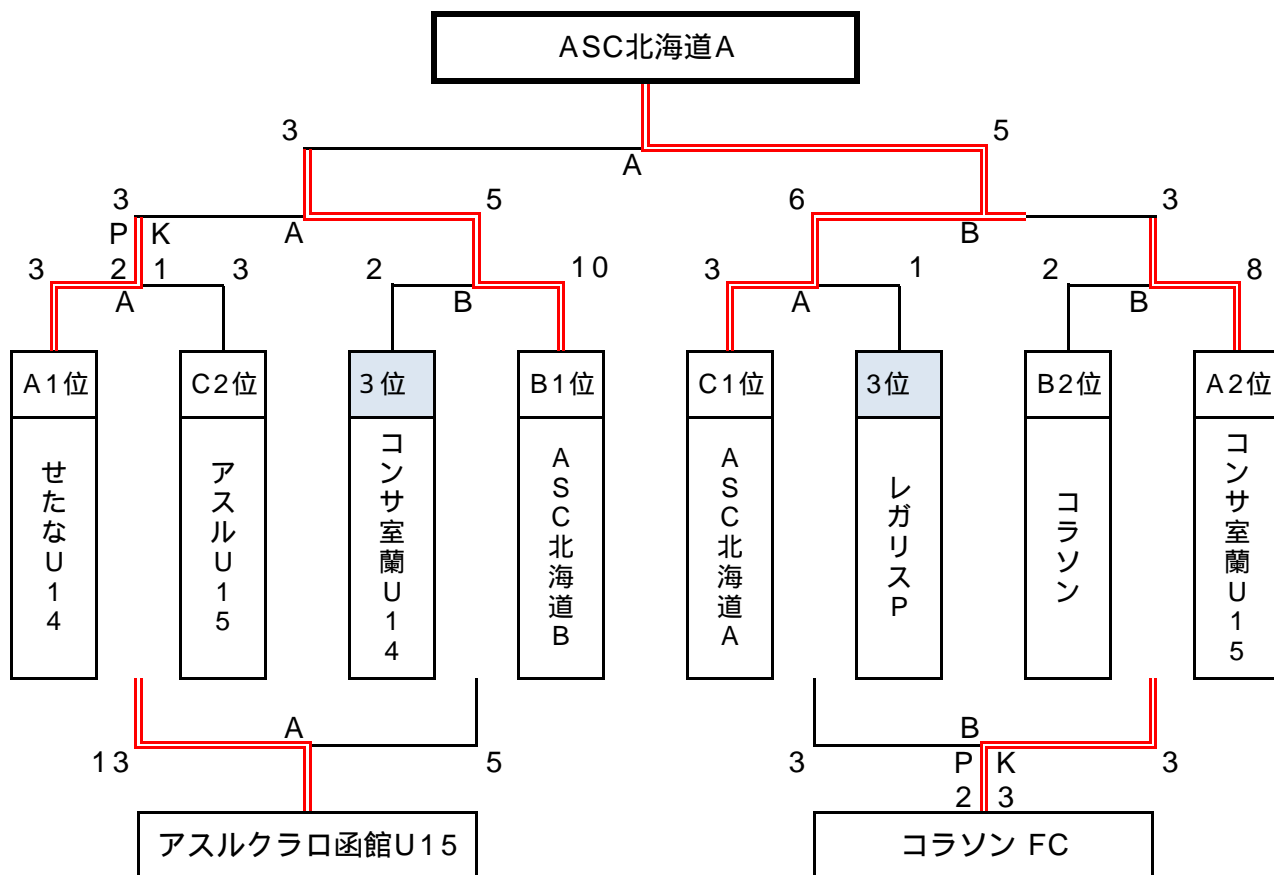 ASC北海道A
3 5
A
3 5 6 3
P K A B
3 2 1 3 2 10 3 1 2 8
A B A B
A1位 C2位 3位 B1位 C1位 3位 B2位 A2位
せたなU14
アスルU15
コンサ室蘭U14
ASC北海道B
ASC北海道A
レガリスP
コラソン
コンサ室蘭U15
A B
13 5 3 P K 3
2 3
アスルクラロ函館U15 コラソン FC